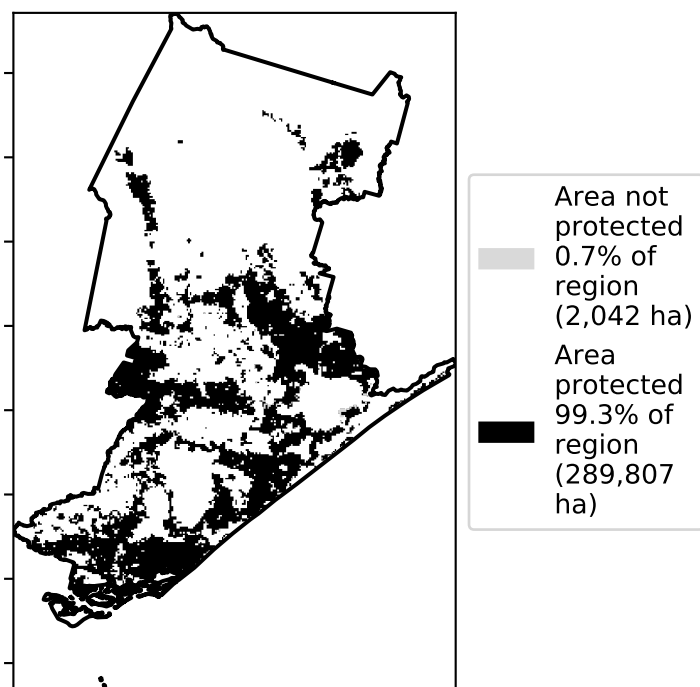 Area not
protected
0.7% of
region
(2,042 ha)
Area
protected
99.3% of
region
(289,807
ha)